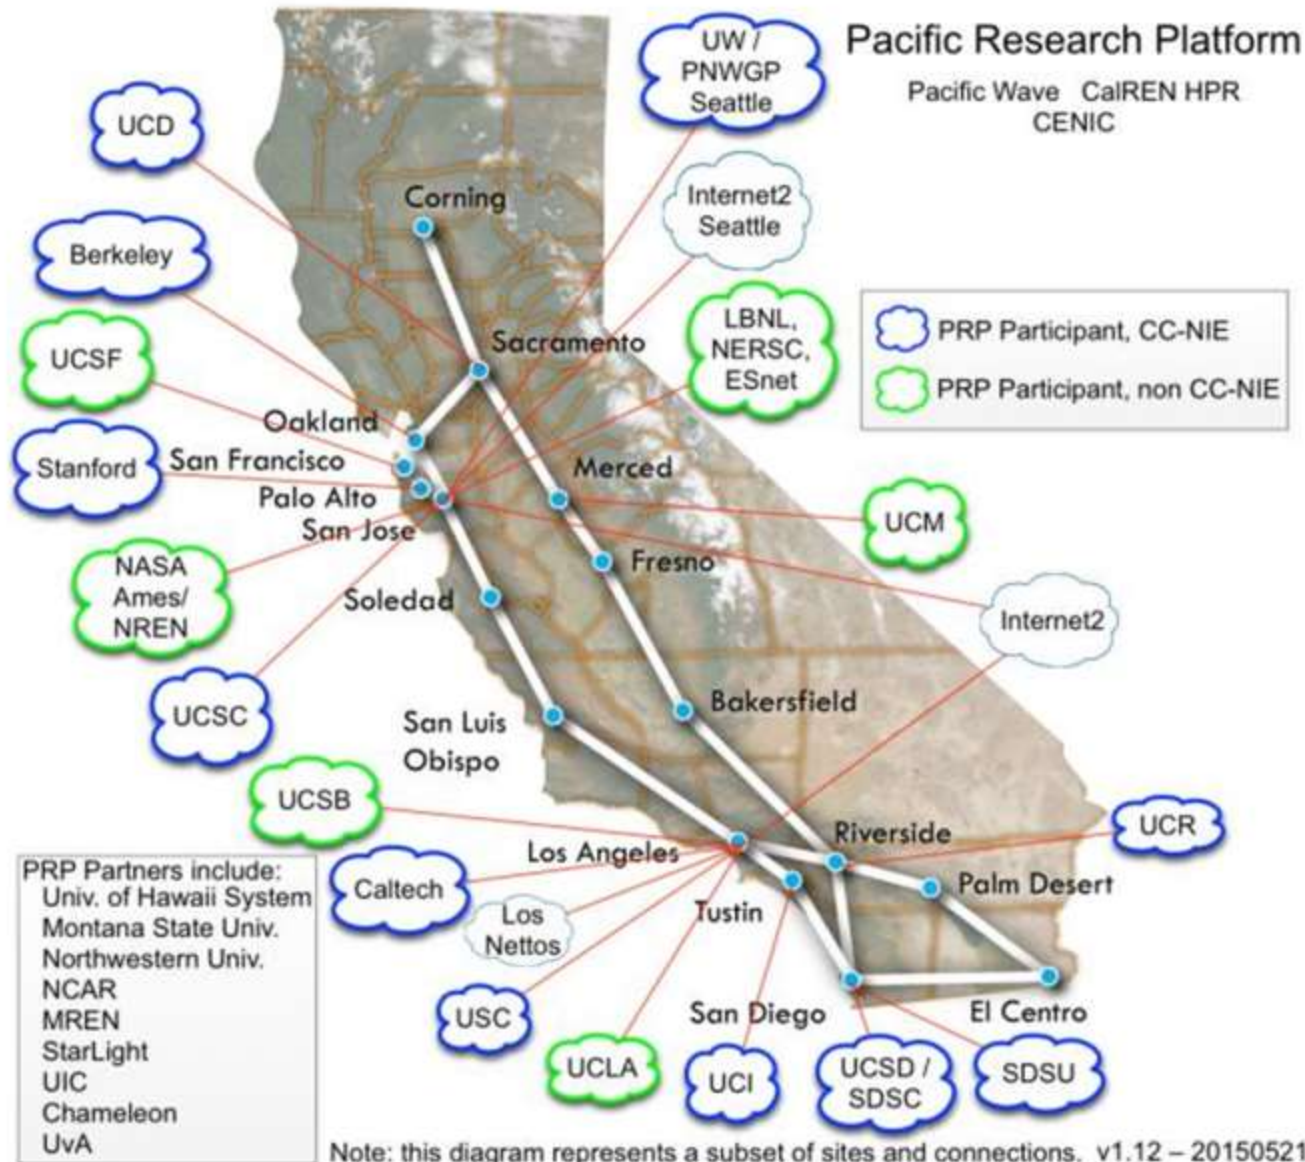 Pacific Research Platform
Pacific Wave CalREN HPR
CENIC
UW /
PNWGP
Seattle
UCD
Internet2
Seattle
Corning
Berkeley
LBNL,
NERSC,
ESnet
PRP Participant, CC-NIE
PRP Participant, non CC-NIE
UCSF
Sacramento
Oakland
Stanford
San Francisco
Merced
Palo Alto
San Jose
UCM
NASA
Ames/
NREN
Fresno
Soledad
Internet2
UCSC
San Luis
Obispo
Bakersfield
UCSB
Riverside
UCR
Los Angeles
Palm Desert
Caltech
Tustin
Los
Nettos
USC
San Diego
El Centro
UCLA
UCI
UCSD /
SDSC
SDSU
PRP Partners include:
Univ. of Hawaii System
Montana State Univ.
Northwestern Univ.
NCAR
MREN
StarLight
UIC
Chameleon
UvA
Note: this diagram represents a subset of sites and connections. v1.12 – 20150521